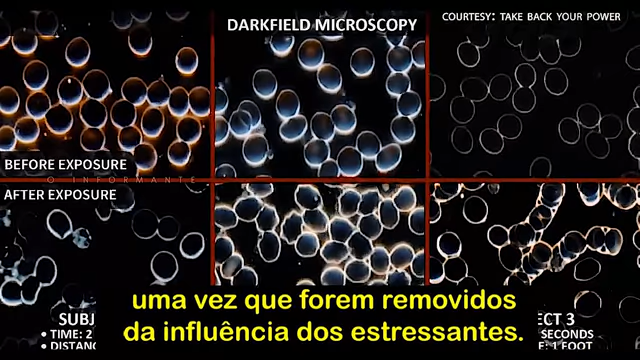 COURTESY: TAKE BACK YOUR POWER
DARKFIELD MICROSCOPY
BEFORE EXPOSURE
O INFORMANTE
AFTER EXPOSURE
uma vez que forem removidos
da influência dos estressantes.
SUBJ
• TIME: 2
• DISTANC
ECT 3
SECONDS
E: 1 FOOT